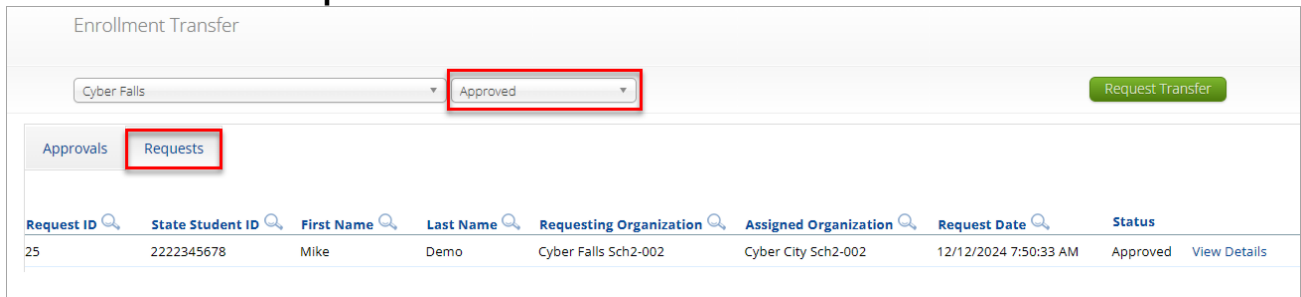 Enrollment Transfer
Cyber Falls Approved Request Transfer
Approvals Requests
Request ID State Student ID First Name Last Name Requesting Organization Assigned Organization Request Date Status
25 2222345678 Mike Demo Cyber Falls Sch2-002 Cyber City Sch2-002 12/12/2024 7:50:33 AM Approved View Details